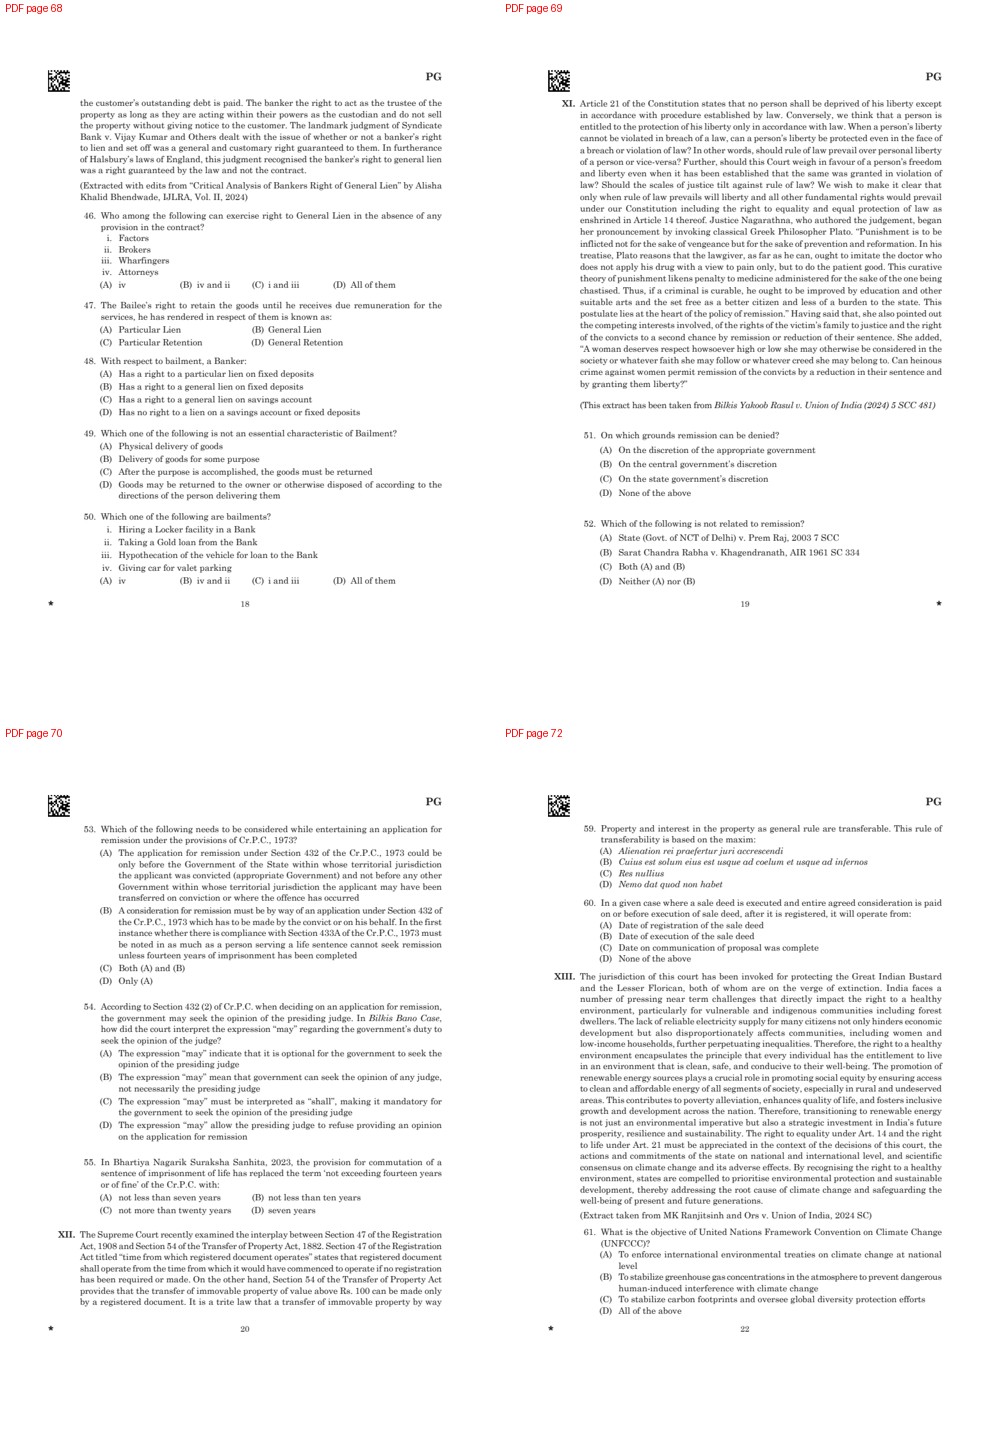 PDF page 68
PG
the customer's outstanding debt is paid. The banker the right to act as the trustee of the
property as long as they are acting within their powers as the custodian and do not sell
the property without giving notice to the customer. The landmark judgment of Syndicate
Bank v. Vijay Kumar and Others dealt with the issue of whether or not a banker's right
to lien and set off was a general and customary right guaranteed to them. In furtherance
of Halsbury's laws of England, this judgment recognised the banker's right to general lien
was a right guaranteed by the law and not the contract.
(Extracted with edits from “Critical Analysis of Bankers Right of General Lien” by Alisha
Khalid Bhendwade, IJLRA, Vol. II, 2024)
46. Who among the following can exercise right to General Lien in the absence of any
provision in the contract?
i. Factors
ii. Brokers
iii. Wharfingers
iv. Attorneys
(A) iv (B) iv and ii (C) i and iii (D) All of them
47. The Bailee's right to retain the goods until he receives due remuneration for the
services, he has rendered in respect of them is known as:
(A) Particular Lien (B) General Lien
(C) Particular Retention (D) General Retention
48. With respect to bailment, a Banker:
(A) Has a right to a particular lien on fixed deposits
(B) Has a right to a general lien on fixed deposits
(C) Has a right to a general lien on savings account
(D) Has no right to a lien on a savings account or fixed deposits
49. Which one of the following is not an essential characteristic of Bailment?
(A) Physical delivery of goods
(B) Delivery of goods for some purpose
(C) After the purpose is accomplished, the goods must be returned
(D) Goods may be returned to the owner or otherwise disposed of according to the
directions of the person delivering them
50. Which one of the following are bailments?
i. Hiring a Locker facility in a Bank
ii. Taking a Gold loan from the Bank
iii. Hypothecation of the vehicle for loan to the Bank
iv. Giving car for valet parking
(A) iv (B) iv and ii (C) i and iii (D) All of them
★ 18
PDF page 69
PG
XI. Article 21 of the Constitution states that no person shall be deprived of his liberty except
in accordance with procedure established by law. Conversely, we think that a person is
entitled to the protection of his liberty only in accordance with law. When a person's liberty
cannot be violated in breach of a law, can a person's liberty be protected even in the face of
a breach or violation of law? In other words, should rule of law prevail over personal liberty
of a person or vice-versa? Further, should this Court weigh in favour of a person's freedom
and liberty even when it has been established that the same was granted in violation of
law? Should the scales of justice tilt against rule of law? We wish to make it clear that
only when rule of law prevails will liberty and all other fundamental rights would prevail
under our Constitution including the right to equality and equal protection of law as
enshrined in Article 14 thereof. Justice Nagarathna, who authored the judgement, began
her pronouncement by invoking classical Greek Philosopher Plato. “Punishment is to be
inflicted not for the sake of vengeance but for the sake of prevention and reformation. In his
treatise, Plato reasons that the lawgiver, as far as he can, ought to imitate the doctor who
does not apply his drug with a view to pain only, but to do the patient good. This curative
theory of punishment likens penalty to medicine administered for the sake of the one being
chastised. Thus, if a criminal is curable, he ought to be improved by education and other
suitable arts and the set free as a better citizen and less of a burden to the state. This
postulate lies at the heart of the policy of remission.” Having said that, she also pointed out
the competing interests involved, of the rights of the victim's family to justice and the right
of the convicts to a second chance by remission or reduction of their sentence. She added,
“A woman deserves respect howsoever high or low she may otherwise be considered in the
society or whatever faith she may follow or whatever creed she may belong to. Can heinous
crime against women permit remission of the convicts by a reduction in their sentence and
by granting them liberty?”
(This extract has been taken from Bilkis Yakoob Rasul v. Union of India (2024) 5 SCC 481)
51. On which grounds remission can be denied?
(A) On the discretion of the appropriate government
(B) On the central government's discretion
(C) On the state government's discretion
(D) None of the above
52. Which of the following is not related to remission?
(A) State (Govt. of NCT of Delhi) v. Prem Raj, 2003 7 SCC
(B) Sarat Chandra Rabha v. Khagendranath, AIR 1961 SC 334
(C) Both (A) and (B)
(D) Neither (A) nor (B)
19 ★
PDF page 70
PG
53. Which of the following needs to be considered while entertaining an application for
remission under the provisions of Cr.P.C., 1973?
(A) The application for remission under Section 432 of the Cr.P.C., 1973 could be
only before the Government of the State within whose territorial jurisdiction
the applicant was convicted (appropriate Government) and not before any other
Government within whose territorial jurisdiction the applicant may have been
transferred on conviction or where the offence has occurred
(B) A consideration for remission must be by way of an application under Section 432 of
the Cr.P.C., 1973 which has to be made by the convict or on his behalf. In the first
instance whether there is compliance with Section 433A of the Cr.P.C., 1973 must
be noted in as much as a person serving a life sentence cannot seek remission
unless fourteen years of imprisonment has been completed
(C) Both (A) and (B)
(D) Only (A)
54. According to Section 432 (2) of Cr.P.C. when deciding on an application for remission,
the government may seek the opinion of the presiding judge. In Bilkis Bano Case,
how did the court interpret the expression “may” regarding the government's duty to
seek the opinion of the judge?
(A) The expression “may” indicate that it is optional for the government to seek the
opinion of the presiding judge
(B) The expression “may” mean that government can seek the opinion of any judge,
not necessarily the presiding judge
(C) The expression “may” must be interpreted as “shall”, making it mandatory for
the government to seek the opinion of the presiding judge
(D) The expression “may” allow the presiding judge to refuse providing an opinion
on the application for remission
55. In Bhartiya Nagarik Suraksha Sanhita, 2023, the provision for commutation of a
sentence of imprisonment of life has replaced the term ‘not exceeding fourteen years
or of fine’ of the Cr.P.C. with:
(A) not less than seven years (B) not less than ten years
(C) not more than twenty years (D) seven years
XII. The Supreme Court recently examined the interplay between Section 47 of the Registration
Act, 1908 and Section 54 of the Transfer of Property Act, 1882. Section 47 of the Registration
Act titled “time from which registered document operates” states that registered document
shall operate from the time from which it would have commenced to operate if no registration
has been required or made. On the other hand, Section 54 of the Transfer of Property Act
provides that the transfer of immovable property of value above Rs. 100 can be made only
by a registered document. It is a trite law that a transfer of immovable property by way
★ 20
PDF page 72
PG
59. Property and interest in the property as general rule are transferable. This rule of
transferability is based on the maxim:
(A) Alienation rei praefertur juri accrescendi
(B) Cuius est solum eius est usque ad coelum et usque ad infernos
(C) Res nullius
(D) Nemo dat quod non habet
60. In a given case where a sale deed is executed and entire agreed consideration is paid
on or before execution of sale deed, after it is registered, it will operate from:
(A) Date of registration of the sale deed
(B) Date of execution of the sale deed
(C) Date on communication of proposal was complete
(D) None of the above
XIII. The jurisdiction of this court has been invoked for protecting the Great Indian Bustard
and the Lesser Florican, both of whom are on the verge of extinction. India faces a
number of pressing near term challenges that directly impact the right to a healthy
environment, particularly for vulnerable and indigenous communities including forest
dwellers. The lack of reliable electricity supply for many citizens not only hinders economic
development but also disproportionately affects communities, including women and
low-income households, further perpetuating inequalities. Therefore, the right to a healthy
environment encapsulates the principle that every individual has the entitlement to live
in an environment that is clean, safe, and conducive to their well-being. The promotion of
renewable energy sources plays a crucial role in promoting social equity by ensuring access
to clean and affordable energy of all segments of society, especially in rural and undeserved
areas. This contributes to poverty alleviation, enhances quality of life, and fosters inclusive
growth and development across the nation. Therefore, transitioning to renewable energy
is not just an environmental imperative but also a strategic investment in India's future
prosperity, resilience and sustainability. The right to equality under Art. 14 and the right
to life under Art. 21 must be appreciated in the context of the decisions of this court, the
actions and commitments of the state on national and international level, and scientific
consensus on climate change and its adverse effects. By recognising the right to a healthy
environment, states are compelled to prioritise environmental protection and sustainable
development, thereby addressing the root cause of climate change and safeguarding the
well-being of present and future generations.
(Extract taken from MK Ranjitsinh and Ors v. Union of India, 2024 SC)
61. What is the objective of United Nations Framework Convention on Climate Change
(UNFCCC)?
(A) To enforce international environmental treaties on climate change at national
level
(B) To stabilize greenhouse gas concentrations in the atmosphere to prevent dangerous
human-induced interference with climate change
(C) To stabilize carbon footprints and oversee global diversity protection efforts
(D) All of the above
★ 22